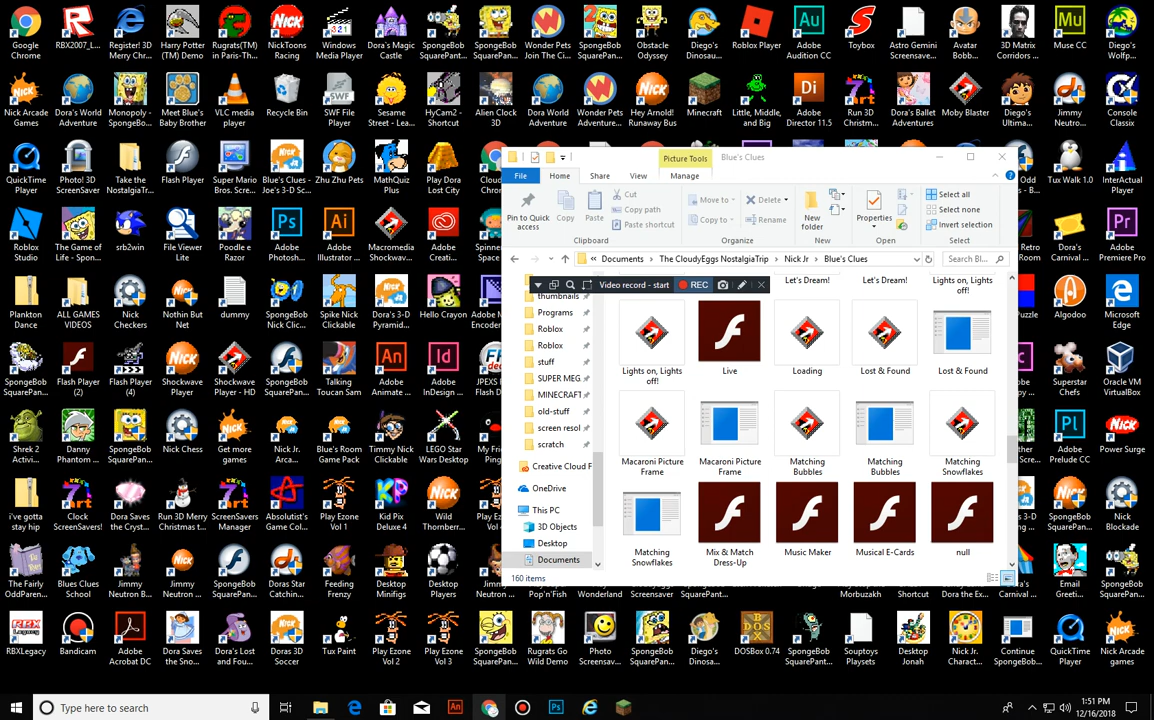 Google Chrome
RBX2007_L...
Register! 3D Merry Chr...
Harry Potter (TM) Demo
Rugrats(TM) in Paris-Th...
NickToons Racing
Windows Media Player
Dora's Magic Castle
SpongeBob SquarePant...
SpongeBob SquarePan...
Wonder Pets Join The...
SpongeBob SquarePan...
Obstacle Odyssey
Diego's Dinosau...
Roblox Player
Adobe Audition CC
Toybox
Astro Gemini Screensave...
Avatar Bobb...
3D Matrix Corridors ...
Muse CC
Diego's Wolfp...
Nick Arcade Games
Dora's World Adventure
Monopoly - SpongeBo...
Meet Blue's Baby Brother
VLC media player
Recycle Bin
SWF File Player
Sesame Street - Lea...
HyCam2 - Shortcut
Alien Clock 3D
Dora World Adventure
Wonder Pets Adventure...
Hey Arnold! Runaway Bus
Minecraft
Little, Middle, and Big
Adobe Director 11.5
Run 3D Christm...
Dora's Ballet Adventures
Moby Blaster
Diego's Ultima...
Jimmy Neutro...
Console Classix
QuickTime Player
Photo! 3D ScreenSaver
Take the NostalgiaTr...
Flash Player
Super Mario Bros. Scre...
Blue's Clues - Joe's 3-D Sc...
Zhu Zhu Pets
MathQuiz Plus
Play Dora Lost City
Tux Walk 1.0
InterActual Player
Roblox Studio
The Game of Life - Spon...
srb2win
File Viewer Lite
Poodle e Razor
Adobe Photosh...
Adobe Illustrator ...
Macromedia Shockwave...
Adobe Creati...
Dora's Carnival ...
Adobe Premiere Pro
Plankton Dance
ALL GAMES VIDEOS
Nick Checkers
Nothin But Net
dummy
SpongeBob Nick Clic...
Spike Nick Clickable
Dora's 3-D Pyramid...
Hello Crayon
Algodoo
Microsoft Edge
SpongeBob SquarePan...
Flash Player (2)
Flash Player (4)
Shockwave Player
Shockwave Player - HD
SpongeBob SquarePan...
Talking Toucan Sam
Adobe Animate ...
Adobe InDesign ...
Superstar Chefs
Oracle VM VirtualBox
Shrek 2 Activi...
Danny Phantom ...
SpongeBob SquarePan...
Nick Chess
Get more games
Nick Jr. Arca...
Blue's Room Game Pack
Timmy Nick Clickable
LEGO Star Wars Desktop
Adobe Prelude CC
Power Surge
i've gotta stay hip
Clock ScreenSavers!
Dora Saves the Cryst...
Run 3D Merry Christmas t...
ScreenSavers Manager
Absolutist's Game Col...
Play Ezone Vol 1
Kid Pix Deluxe 4
Wild Thornberr...
SpongeBo... SquarePan...
Nick Blockade
The Fairly OddParen...
Blues Clues School
Jimmy Neutron B...
Jimmy Neutron ...
SpongeBob SquarePan...
Doras Star Catchin...
Feeding Frenzy
Desktop Minifigs
Desktop Players
Pop'n'Fish
Wonderland
Screensaver
SquarePant...
Dinosa...
Morbuzakh
Shortcut
Dora the Ex...
Carnival ...
Email Greeti...
SpongeBob SquarePan...
RBXLegacy
Bandicam
Adobe Acrobat DC
Dora Saves the Sno...
Dora's Lost and Fou...
Doras 3D Soccer
Tux Paint
Play Ezone Vol 2
Play Ezone Vol 3
SpongeBob SquarePa...
Rugrats Go Wild Demo
Photo Screensav...
SpongeBob SquarePan...
Diego's Dinosa...
DOSBox 0.74
SpongeBob SquarePant...
Souptoys Playsets
Desktop Jonah
Nick Jr. Charact...
Continue SpongeBob...
QuickTime Player
Nick Arcade games
Picture Tools
Blue's Clues
File
Home
Share
View
Manage
Pin to Quick access
Copy
Paste
Cut
Copy path
Paste shortcut
Clipboard
Move to
Copy to
Delete
Rename
Organize
New folder
New
Properties
Open
Select all
Select none
Invert selection
Select
« Documents > The CloudyEggs NostalgiaTrip > Nick Jr > Blue's Clues
Search Bl...
Video record - start
REC
thumbnails
Programs
Roblox
Roblox
stuff
SUPER MEG
MINECRAFT
old-stuff
screen resol
scratch
Creative Cloud F
OneDrive
This PC
3D Objects
Desktop
Documents
Let's Dream!
Let's Dream!
Lights on, Lights off!
Lights on, Lights off!
Live
Loading
Lost & Found
Lost & Found
Macaroni Picture Frame
Macaroni Picture Frame
Matching Bubbles
Matching Bubbles
Matching Snowflakes
Matching Snowflakes
Mix & Match Dress-Up
Music Maker
Musical E-Cards
null
160 items
Type here to search
1:51 PM
12/16/2018